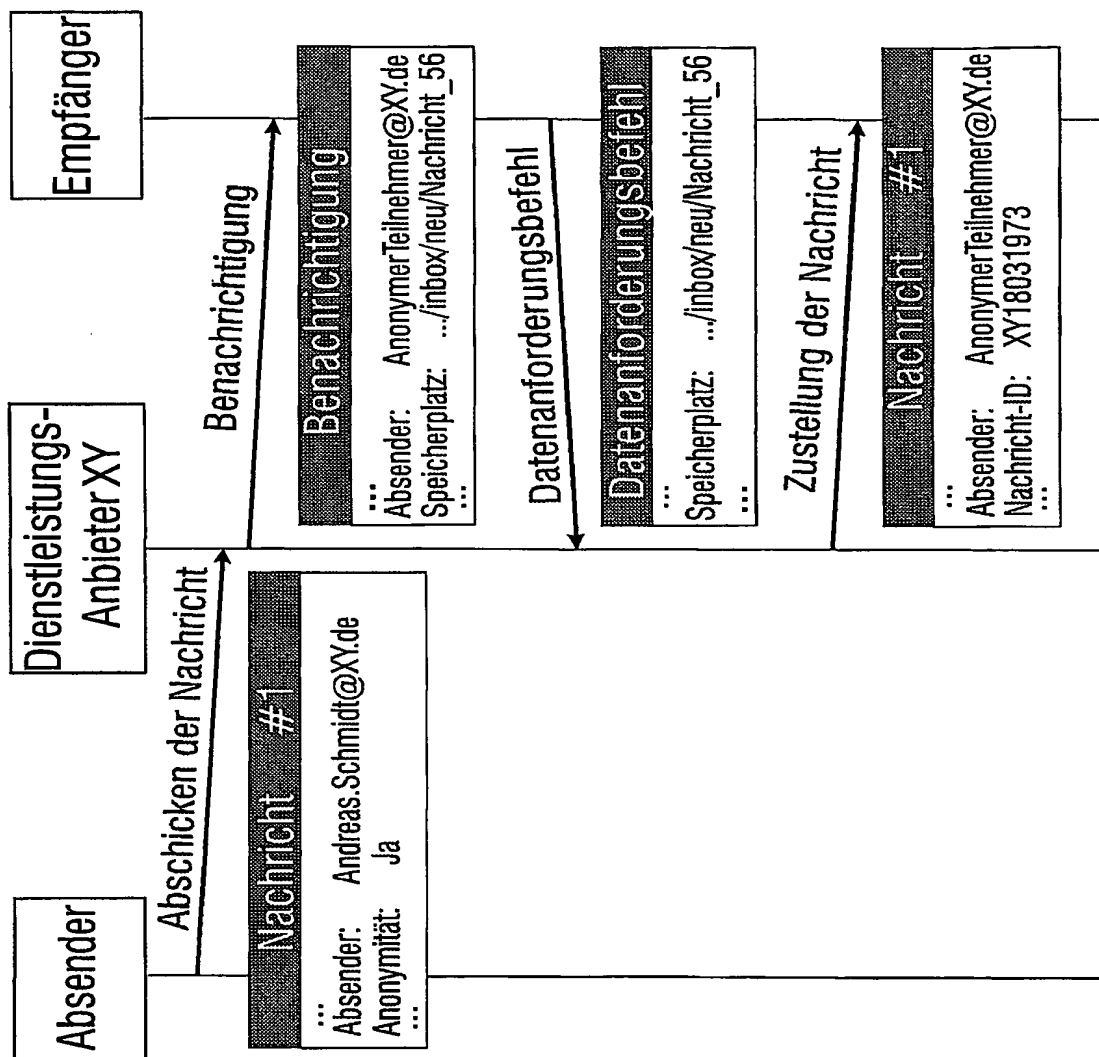 Absender
Dienstleistungs-
Anbieter XY
Empfänger
Abschicken der Nachricht
Nachricht #1
...
Absender: Andreas.Schmidt@XY.de
Anonymität: Ja
...
Benachrichtigung
Benachrichtigung
...
Absender: AnonymerTeilnehmer@XY.de
Speicherplatz: .../inbox/neu/Nachricht_56
...
Datenanforderungsbefehl
Datenanforderungsbefehl
...
Speicherplatz: .../inbox/neu/Nachricht_56
...
Zustellung der Nachricht
Nachricht #1
...
Absender: AnonymerTeilnehmer@XY.de
Nachricht-ID: XY18031973
...